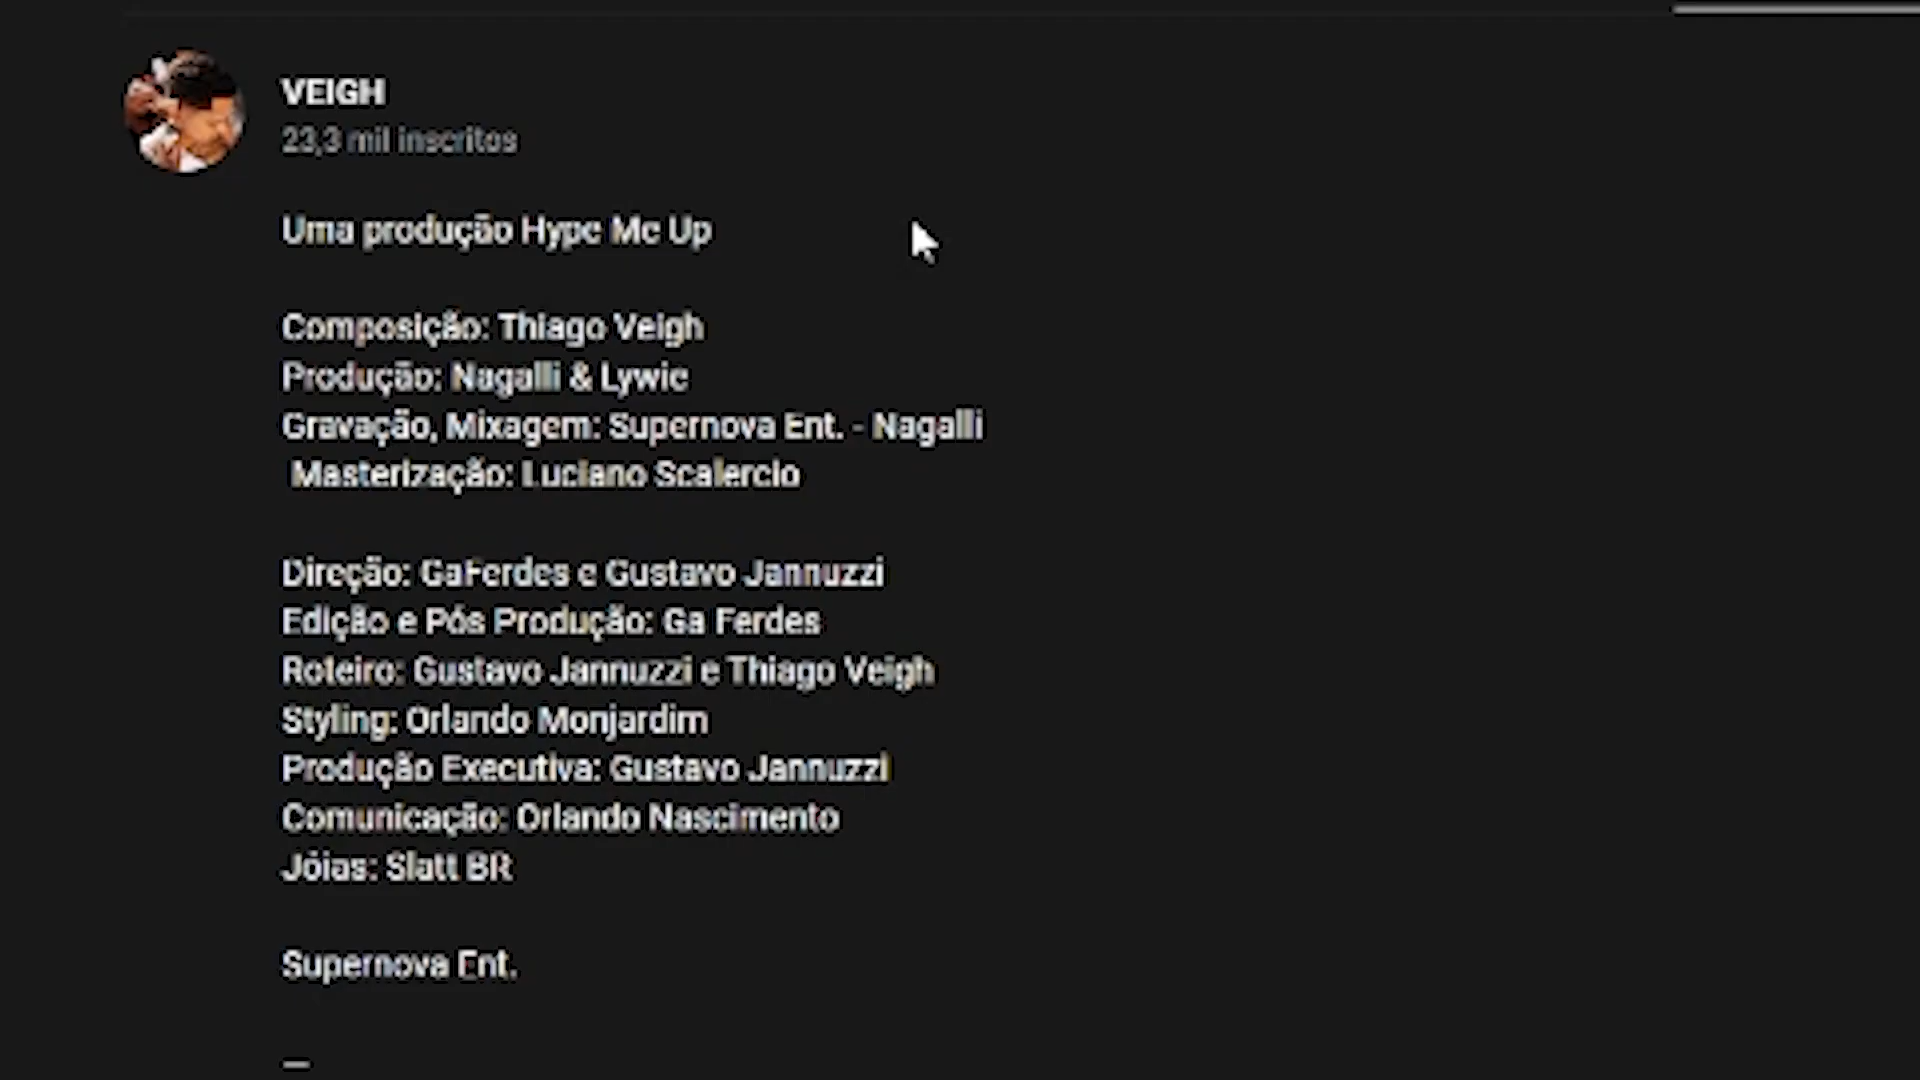 VEIGH
23,3 mil inscritos
Uma produção Hype Me Up
Composição: Thiago Veigh
Produção: Nagalli & Lywie
Gravação, Mixagem: Supernova Ent. - Nagalli
Masterização: Luciano Scalercio
Direção: GaFerdes e Gustavo Jannuzzi
Edição e Pós Produção: Ga Ferdes
Roteiro: Gustavo Jannuzzi e Thiago Veigh
Styling: Orlando Monjardim
Produção Executiva: Gustavo Jannuzzi
Comunicação: Orlando Nascimento
Jóias: Slatt BR
Supernova Ent.
—